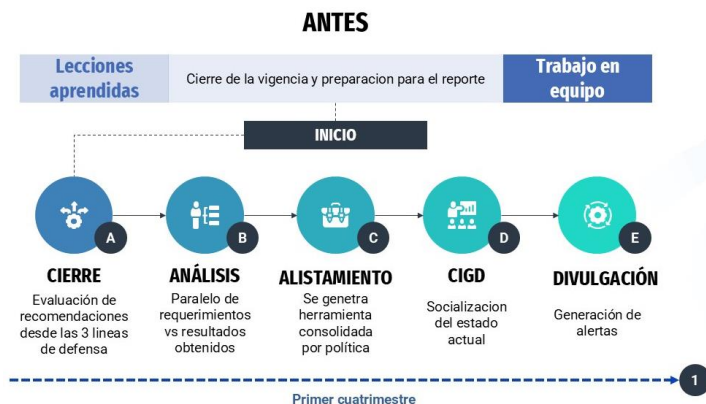 ANTES
Lecciones
aprendidas
Cierre de la vigencia y preparacion para el reporte
Trabajo en
equipo
INICIO
A
B
C
D
E
CIERRE
Evaluación de
recomendaciones
desde las 3 lineas
de defensa
ANÁLISIS
Paralelo de
requerimientos
vs resultados
obtenidos
ALISTAMIENTO
Se genetra
herramienta
consolidada
por política
CIGD
Socializacion
del estado
actual
DIVULGACIÓN
Generación de
alertas
1
Primer cuatrimestre